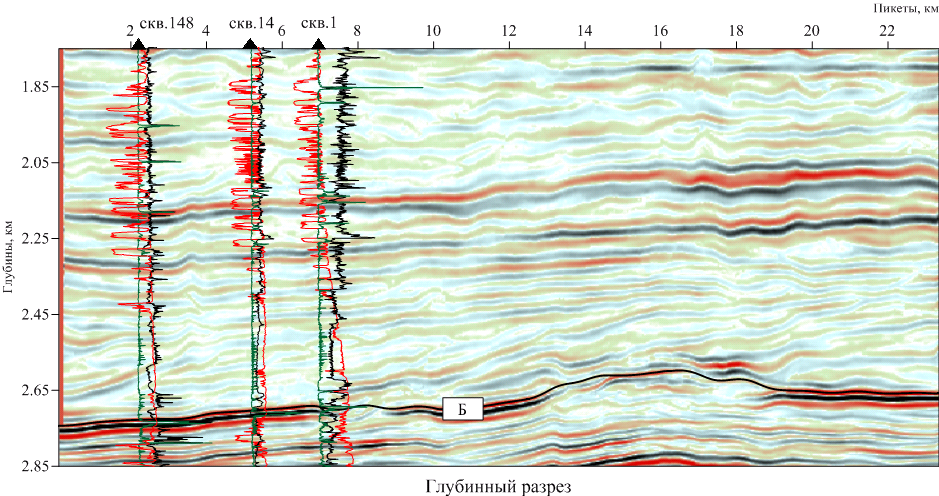 Пикеты, км
скв.148 скв.14 скв.1
2 4 6 8 10 12 14 16 18 20 22
1.85
2.05
Глубины, км
2.25
2.45
2.65
Б
2.85
Глубинный разрез